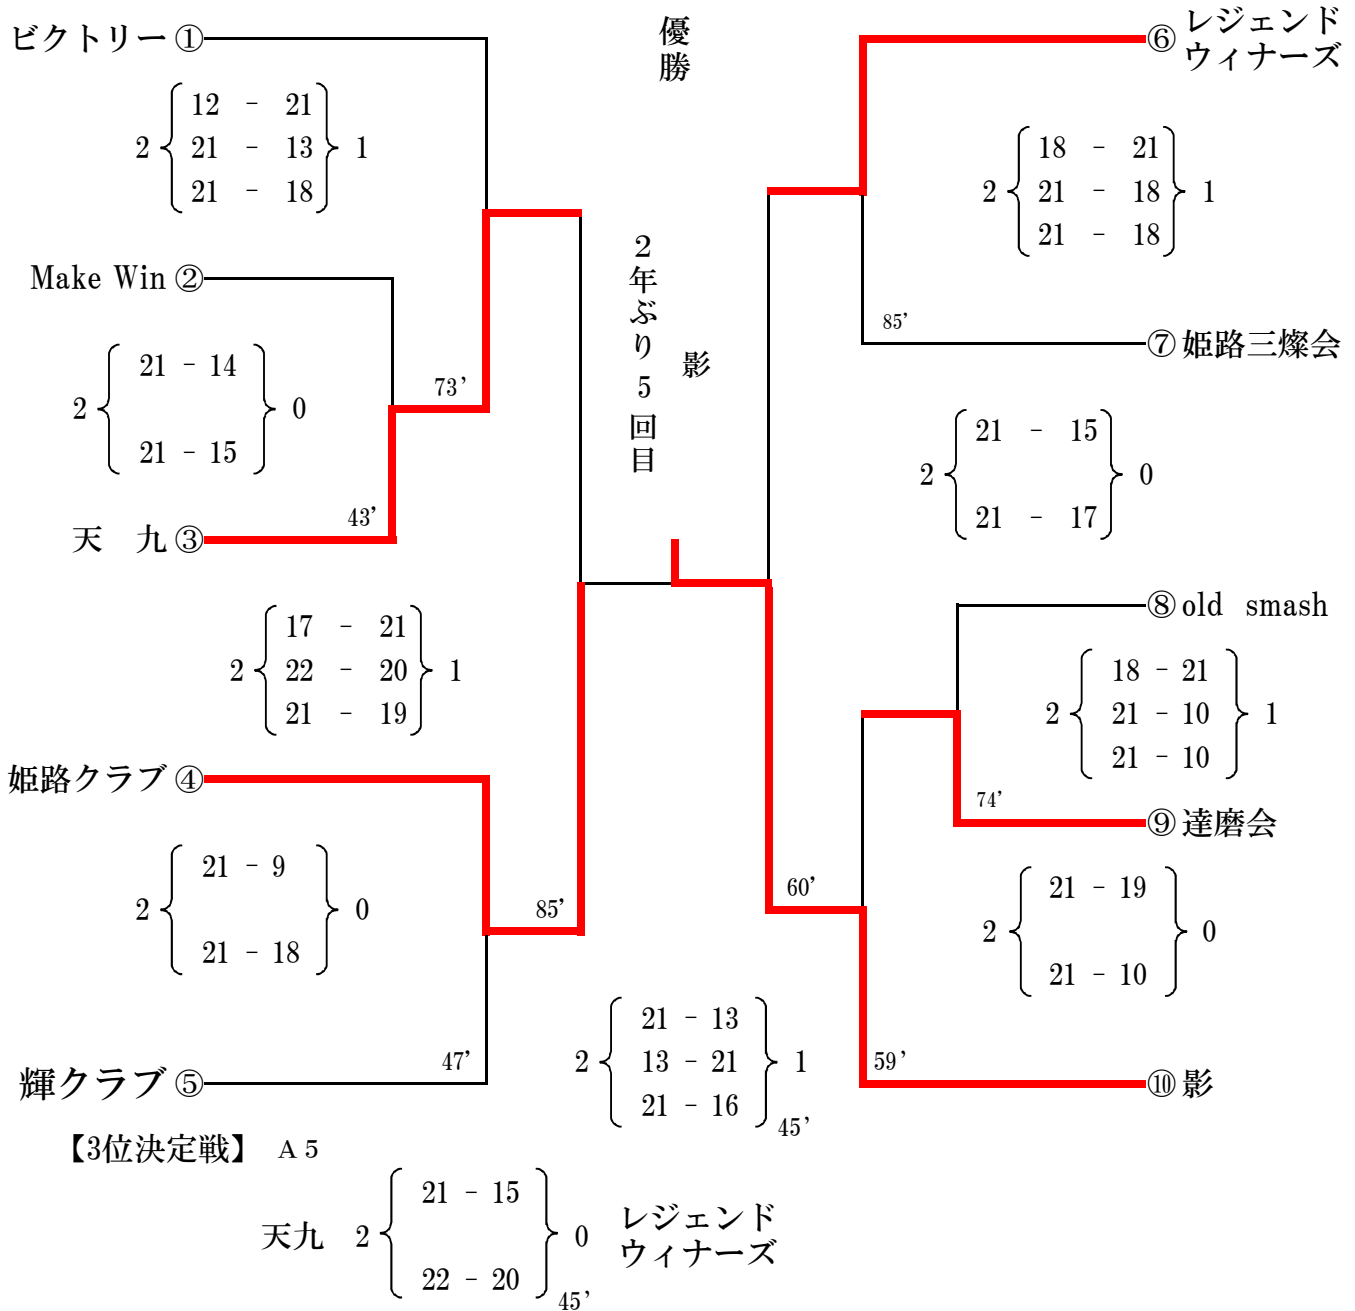 ビクトリー ①
12 - 21
2 21 - 13 1
21 - 18
Make Win ②
21 - 14
2 0
21 - 15
73’
天　九 ③
43’
17 - 21
2 22 - 20 1
21 - 19
姫路クラブ ④
21 - 9
2 0
21 - 18
85’
輝クラブ ⑤
47’
優勝
影
2年ぶり5回目
⑥ レジェンド
ウィナーズ
18 - 21
2 21 - 18 1
21 - 18
85’
⑦ 姫路三燦会
21 - 15
2 0
21 - 17
⑧ old smash
18 - 21
2 21 - 10 1
21 - 10
74’
⑨ 達磨会
60’
21 - 19
2 0
21 - 10
59’
⑩ 影
21 - 13
2 13 - 21 1
21 - 16
45’
【3位決定戦】 A 5
21 - 15
天九 2 0 レジェンド
ウィナーズ
22 - 20
45’